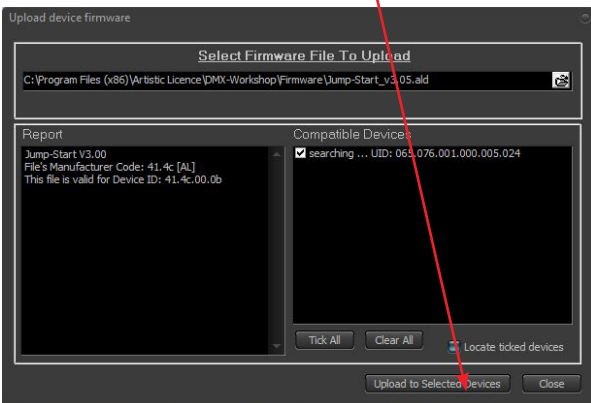 Upload device firmware
Select Firmware File To Upload
C:\Program Files (x86)\Artistic Licence\DMX-Workshop\Firmware\Jump-Start_v3.05.ald
Report
Jump-Start V3.00
File's Manufacturer Code: 41.4c [AL]
This file is valid for Device ID: 41.4c.00.0b
Compatible Devices
searching ... UID: 065.076.001.000.005.024
Tick All
Clear All
Locate ticked devices
Upload to Selected Devices
Close